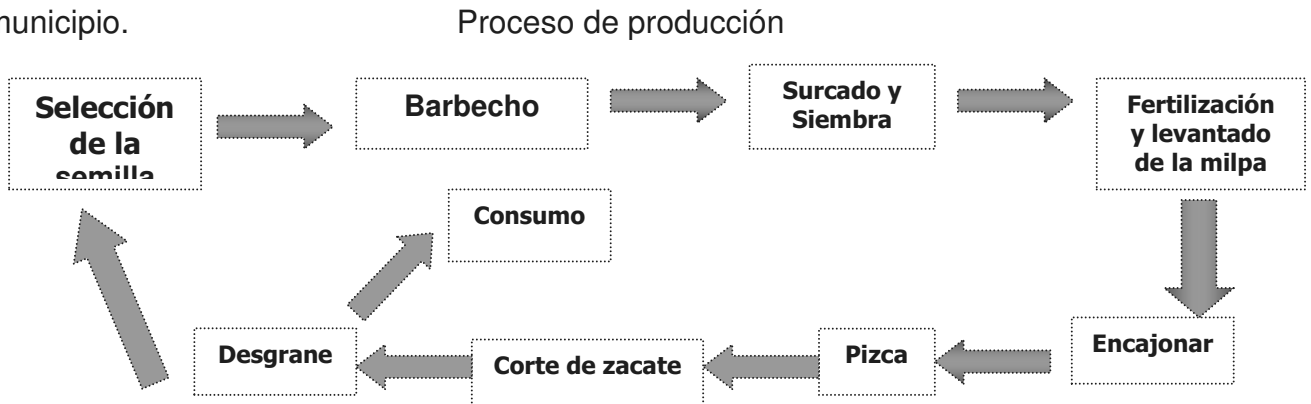 municipio.
Proceso de producción
Selección
de la
semilla
Barbecho
Surcado y
Siembra
Fertilización
y levantado
de la milpa
Consumo
Desgrane
Corte de zacate
Pizca
Encajonar